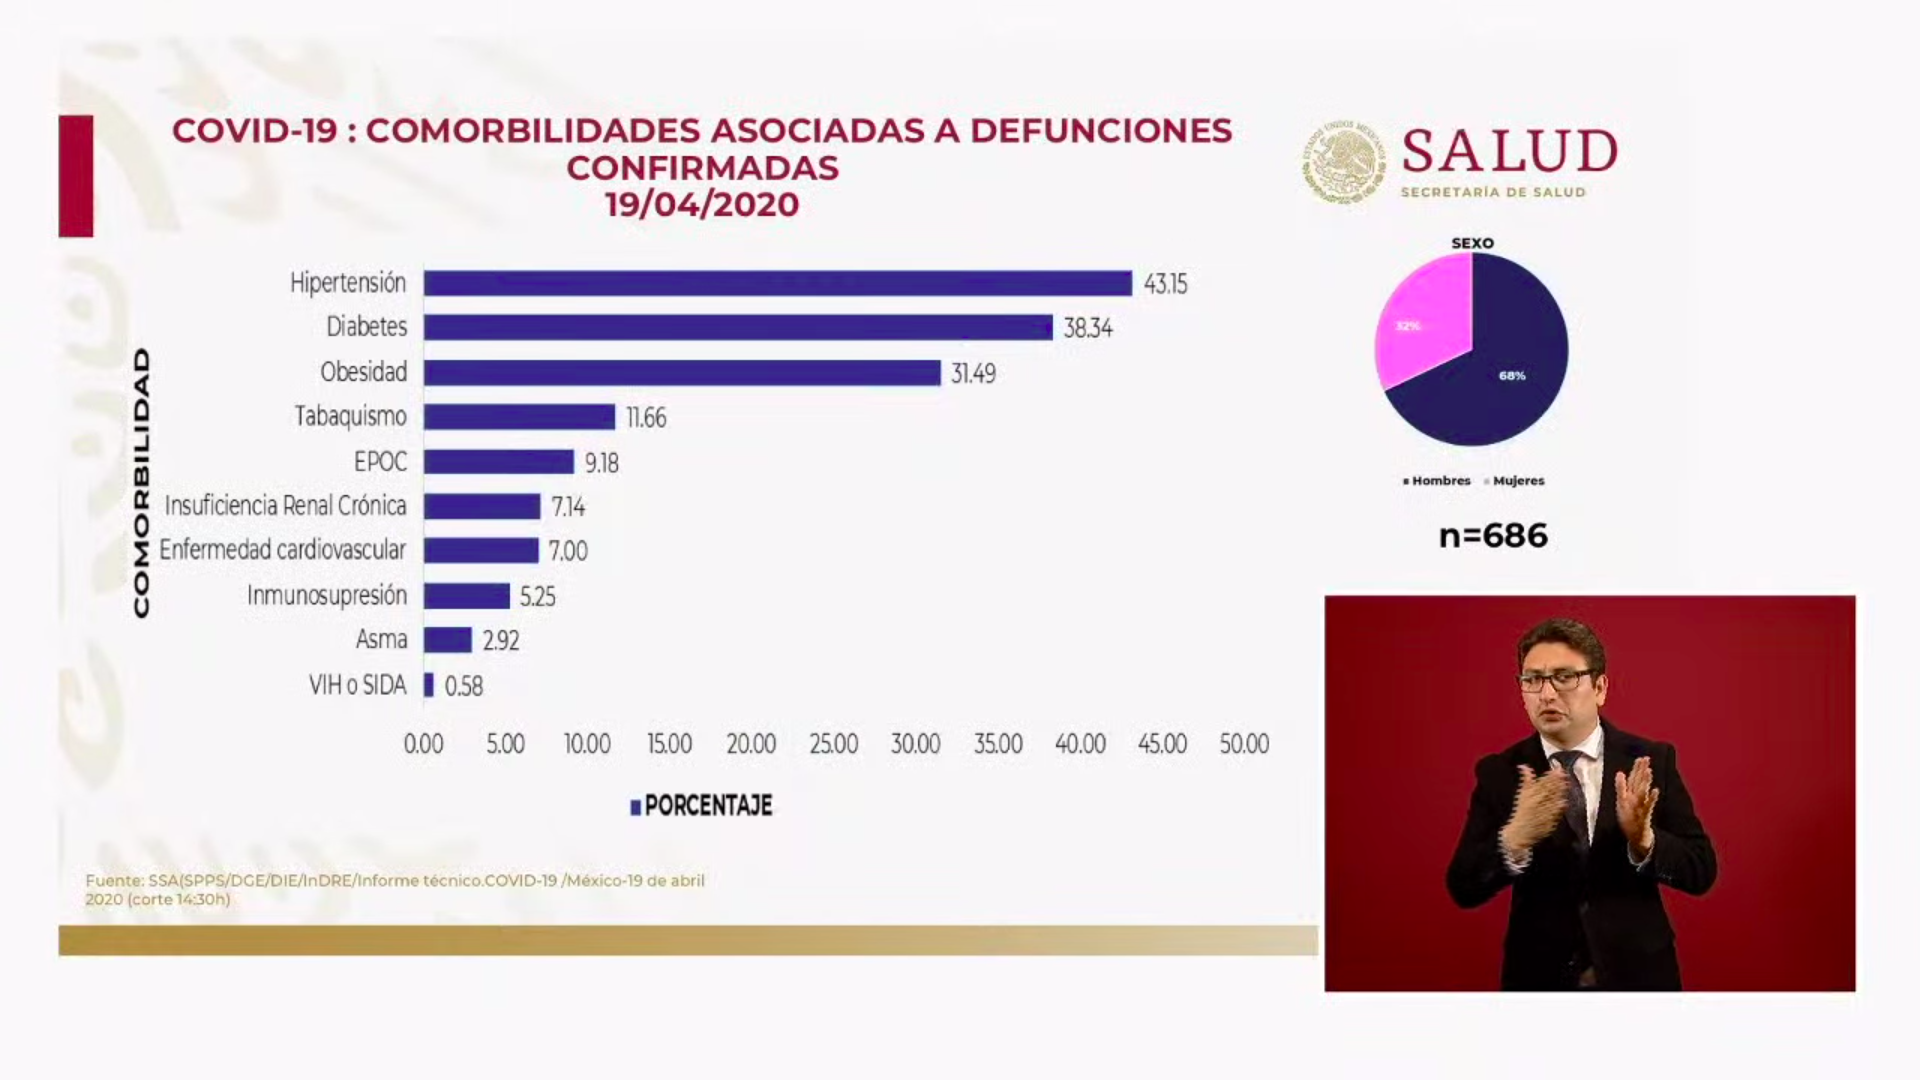 COVID-19 : COMORBILIDADES ASOCIADAS A DEFUNCIONES
CONFIRMADAS
19/04/2020
ESTADOS UNIDOS MEXICANOS
SALUD
SECRETARÍA DE SALUD
COMORBILIDAD
Hipertensión 43.15
Diabetes 38.34
Obesidad 31.49
Tabaquismo 11.66
EPOC 9.18
Insuficiencia Renal Crónica 7.14
Enfermedad cardiovascular 7.00
Inmunosupresión 5.25
Asma 2.92
VIH o SIDA 0.58
0.00 5.00 10.00 15.00 20.00 25.00 30.00 35.00 40.00 45.00 50.00
PORCENTAJE
SEXO
32%
68%
Hombres Mujeres
n=686
Fuente: SSA(SPPS/DGE/DIE/InDRE/Informe técnico.COVID-19 /México-19 de abril
2020 (corte 14:30h)